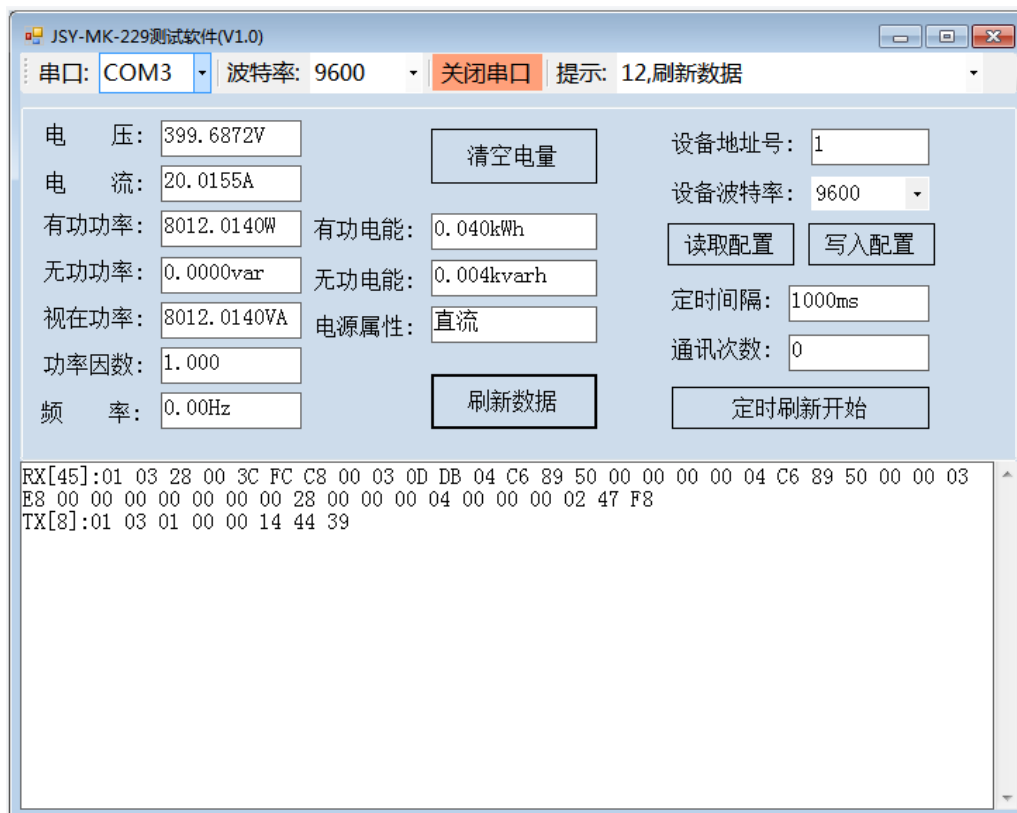 JSY-MK-229测试软件(V1.0)
串口: COM3 波特率: 9600 关闭串口 提示: 12,刷新数据
电 压: 399.6872V 清空电量 设备地址号: 1
电 流: 20.0155A 设备波特率: 9600
有功功率: 8012.0140W 有功电能: 0.040kWh 读取配置 写入配置
无功功率: 0.0000var 无功电能: 0.004kvarh 定时间隔: 1000ms
视在功率: 8012.0140VA 电源属性: 直流 通讯次数: 0
功率因数: 1.000
频 率: 0.00Hz 刷新数据 定时刷新开始
RX[45]:01 03 28 00 3C FC C8 00 03 0D DB 04 C6 89 50 00 00 00 00 04 C6 89 50 00 00 03
E8 00 00 00 00 00 00 00 28 00 00 00 04 00 00 00 02 47 F8
TX[8]:01 03 01 00 00 14 44 39